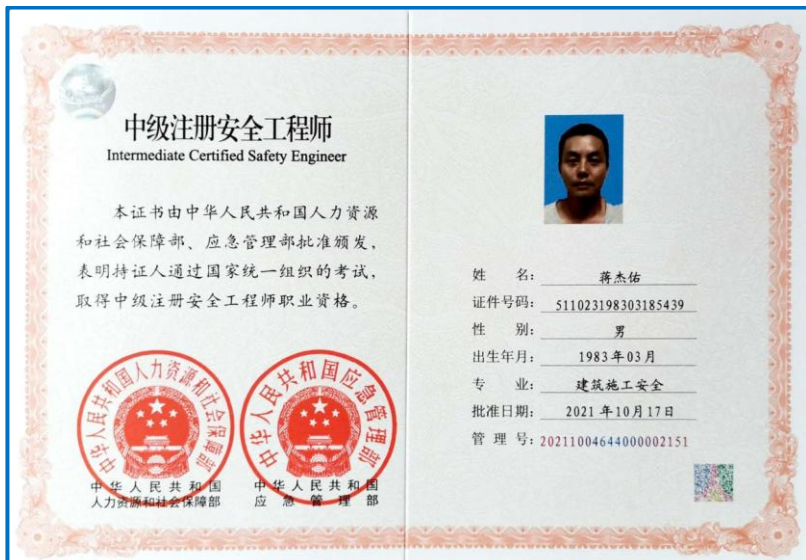 中级注册安全工程师
Intermediate Certified Safety Engineer
本证书由中华人民共和国人力资源
和社会保障部、应急管理部批准颁发,
表明持证人通过国家统一组织的考试,
取得中级注册安全工程师职业资格。
中华人民共和国人力资源和社会保障部
中华人民共和国应急管理部
中华人民共和国
人力资源和社会保障部
中华人民共和国
应急管理部
姓 名: 蒋杰佑
证件号码: 511023198303185439
性 别: 男
出生年月: 1983年03月
专 业: 建筑施工安全
批准日期: 2021年10月17日
管 理 号: 20211004644000002151